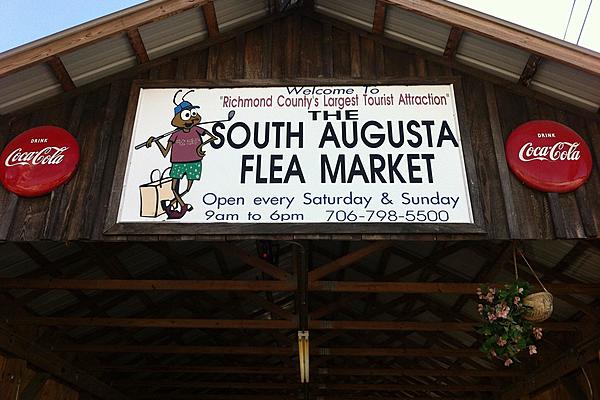 Welcome To
"Richmond County's Largest Tourist Attraction"
THE
SOUTH AUGUSTA
FLEA MARKET
Open every Saturday & Sunday
9am to 6pm 706-798-5500
DRINK
Coca-Cola
DRINK
Coca-Cola